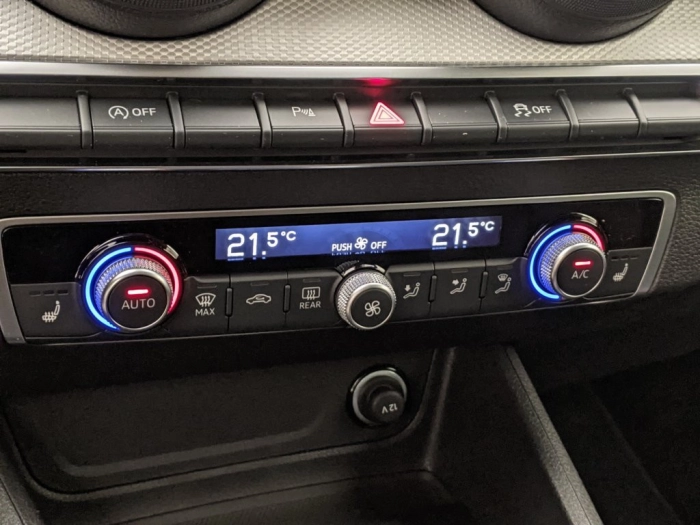 OFF
P
OFF
21.5°C
PUSH OFF
21.5°C
AUTO
MAX
REAR
A/C
12V